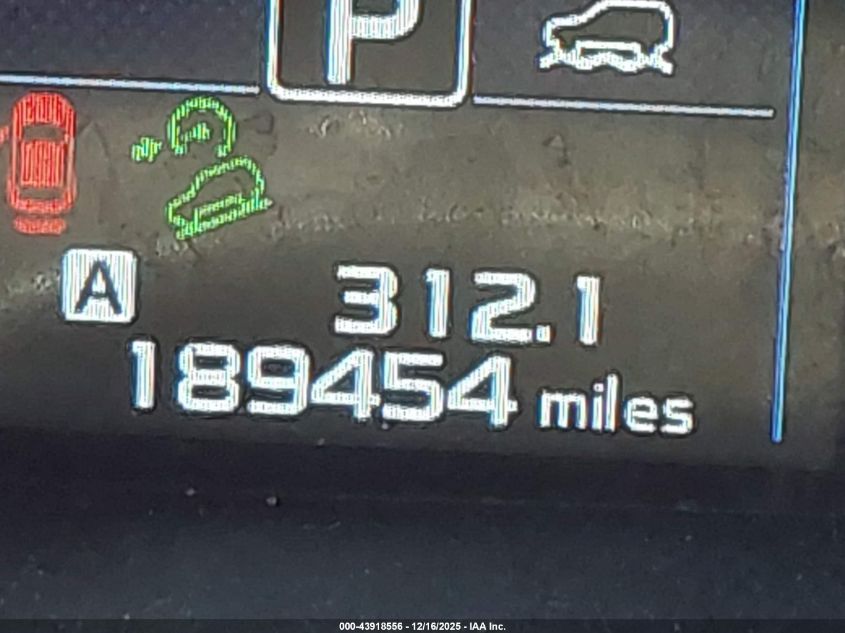 P
A 312.1
189454 miles
000-43918556 - 12/16/2025 - IAA Inc.